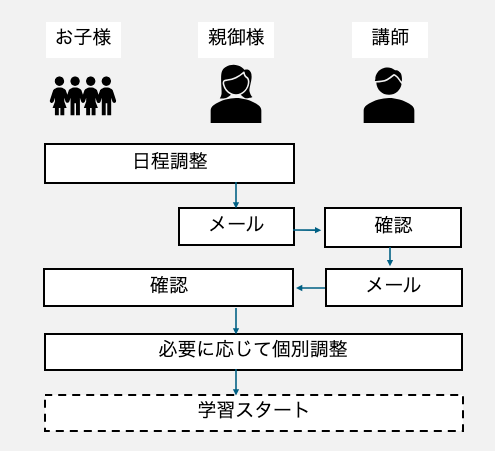 お子様
親御様
講師
日程調整
メール
確認
確認
メール
必要に応じて個別調整
学習スタート